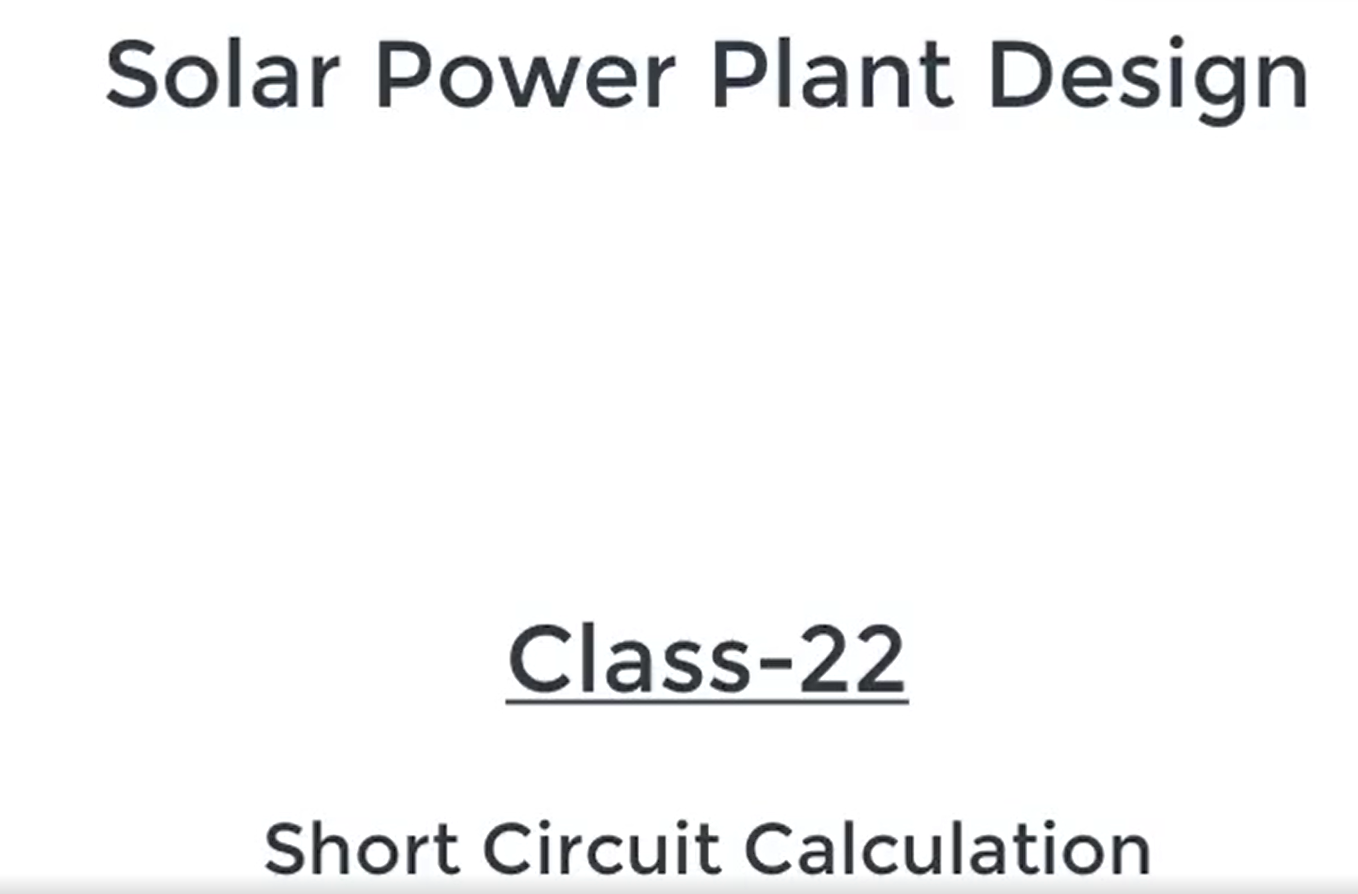 Solar Power Plant Design
Class-22
Short Circuit Calculation